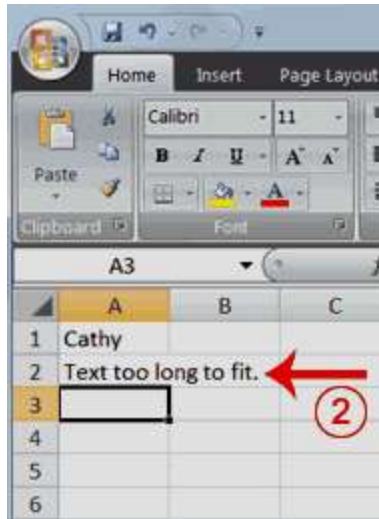 Home Insert Page Layout
Calibri 11
B I U A A
Paste
A
Clipboard Font
A3
A B C
1 Cathy
2 Text too long to fit.
2
3
4
5
6